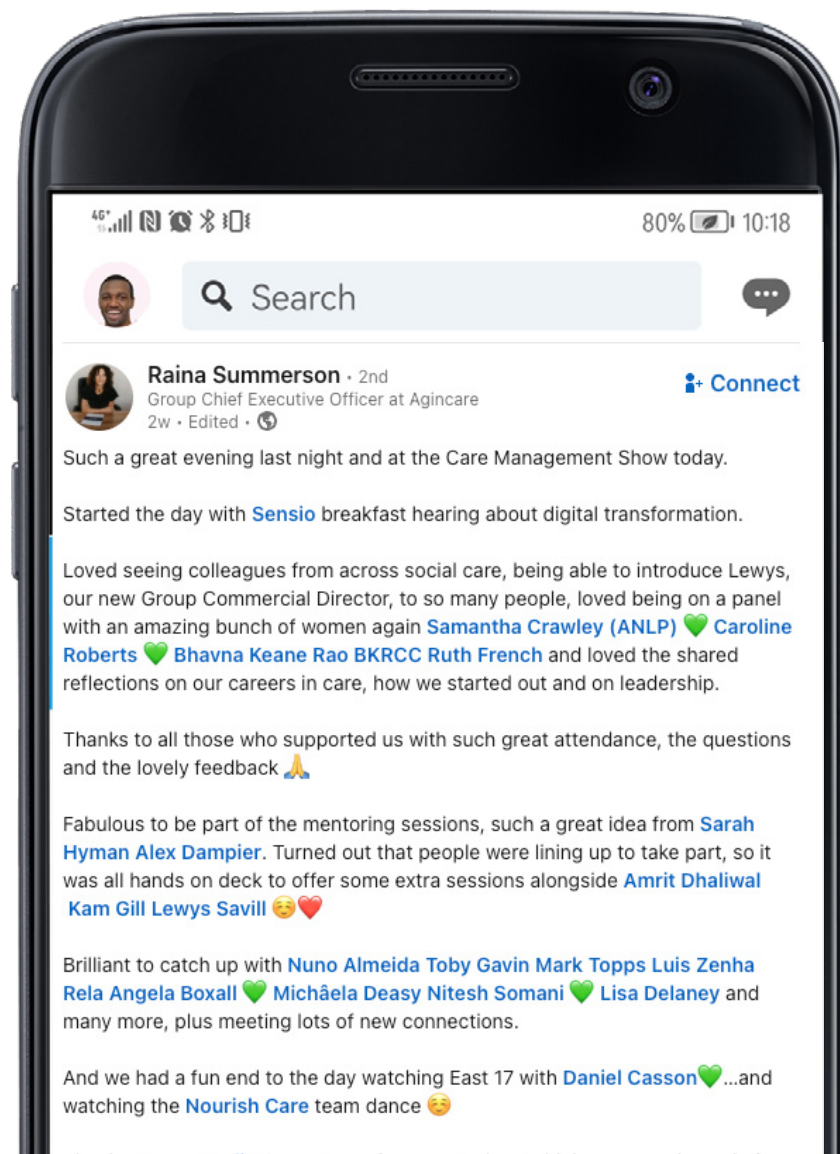 4G+
80% 10:18
Search
Raina Summerson • 2nd
Connect
Group Chief Executive Officer at Agincare
2w • Edited •
Such a great evening last night and at the Care Management Show today.
Started the day with Sensio breakfast hearing about digital transformation.
Loved seeing colleagues from across social care, being able to introduce Lewys,
our new Group Commercial Director, to so many people, loved being on a panel
with an amazing bunch of women again Samantha Crawley (ANLP) 💚 Caroline
Roberts 💚 Bhavna Keane Rao BKRCC Ruth French and loved the shared
reflections on our careers in care, how we started out and on leadership.
Thanks to all those who supported us with such great attendance, the questions
and the lovely feedback 🙏
Fabulous to be part of the mentoring sessions, such a great idea from Sarah
Hyman Alex Dampier. Turned out that people were lining up to take part, so it
was all hands on deck to offer some extra sessions alongside Amrit Dhaliwal
Kam Gill Lewys Savill ☺️❤️
Brilliant to catch up with Nuno Almeida Toby Gavin Mark Topps Luis Zenha
Rela Angela Boxall 💚 Michâela Deasy Nitesh Somani 💚 Lisa Delaney and
many more, plus meeting lots of new connections.
And we had a fun end to the day watching East 17 with Daniel Casson💚...and
watching the Nourish Care team dance ☺️